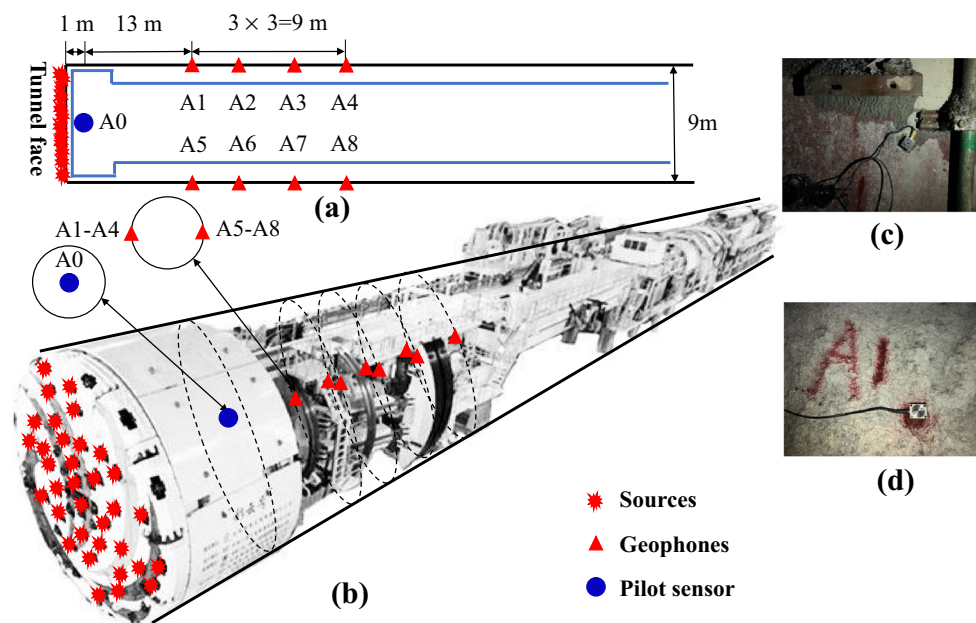 1 m
13 m
3 × 3=9 m
Tunnel face
A0
A1 A2 A3 A4
A5 A6 A7 A8
9m
(a)
(c)
A1-A4
A5-A8
A0
A1
(d)
Sources
Geophones
Pilot sensor
(b)